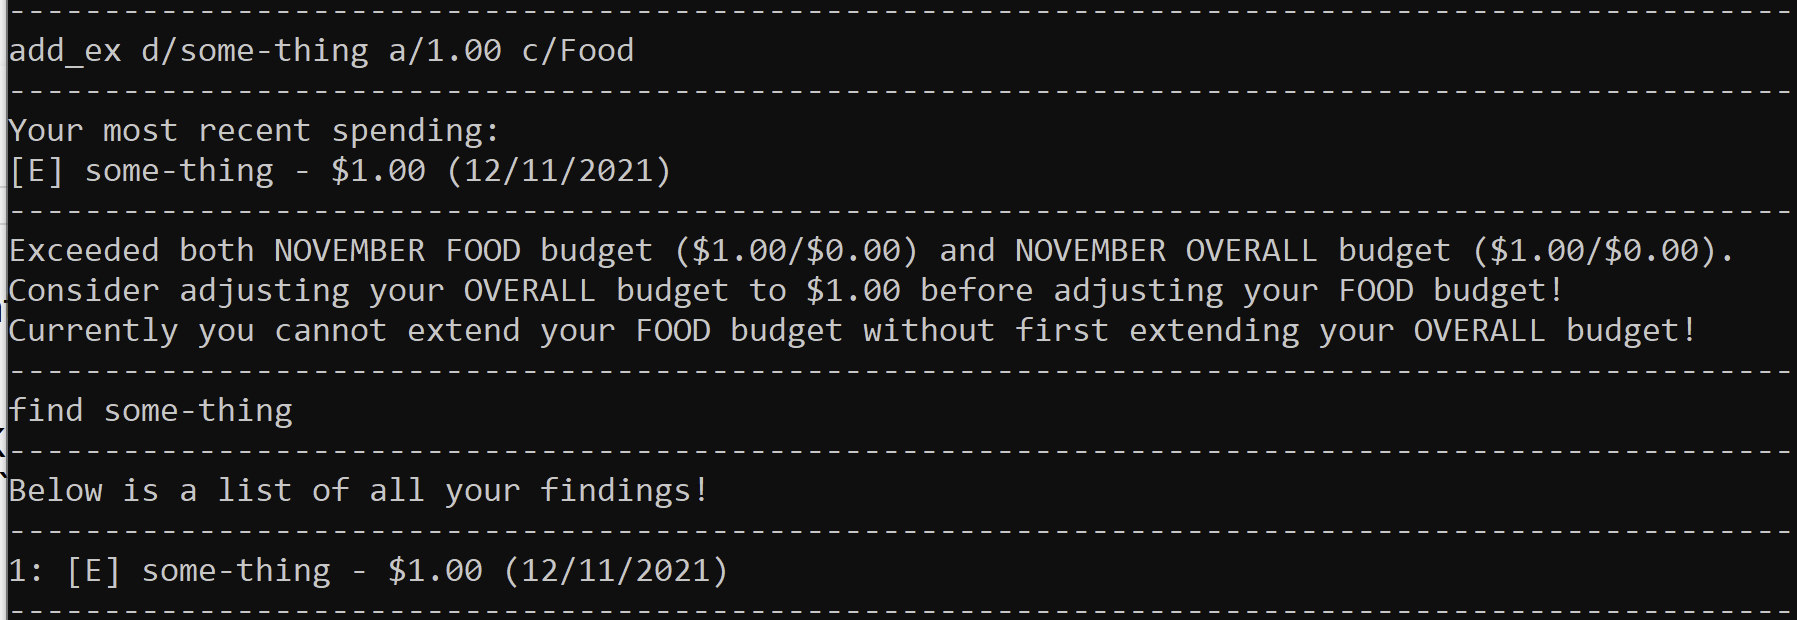 --------------------------------------------------------------------------------------------
add_ex d/some-thing a/1.00 c/Food
--------------------------------------------------------------------------------------------
Your most recent spending:
[E] some-thing - $1.00 (12/11/2021)
--------------------------------------------------------------------------------------------
Exceeded both NOVEMBER FOOD budget ($1.00/$0.00) and NOVEMBER OVERALL budget ($1.00/$0.00).
Consider adjusting your OVERALL budget to $1.00 before adjusting your FOOD budget!
Currently you cannot extend your FOOD budget without first extending your OVERALL budget!
--------------------------------------------------------------------------------------------
find some-thing
--------------------------------------------------------------------------------------------
Below is a list of all your findings!
--------------------------------------------------------------------------------------------
1: [E] some-thing - $1.00 (12/11/2021)
--------------------------------------------------------------------------------------------